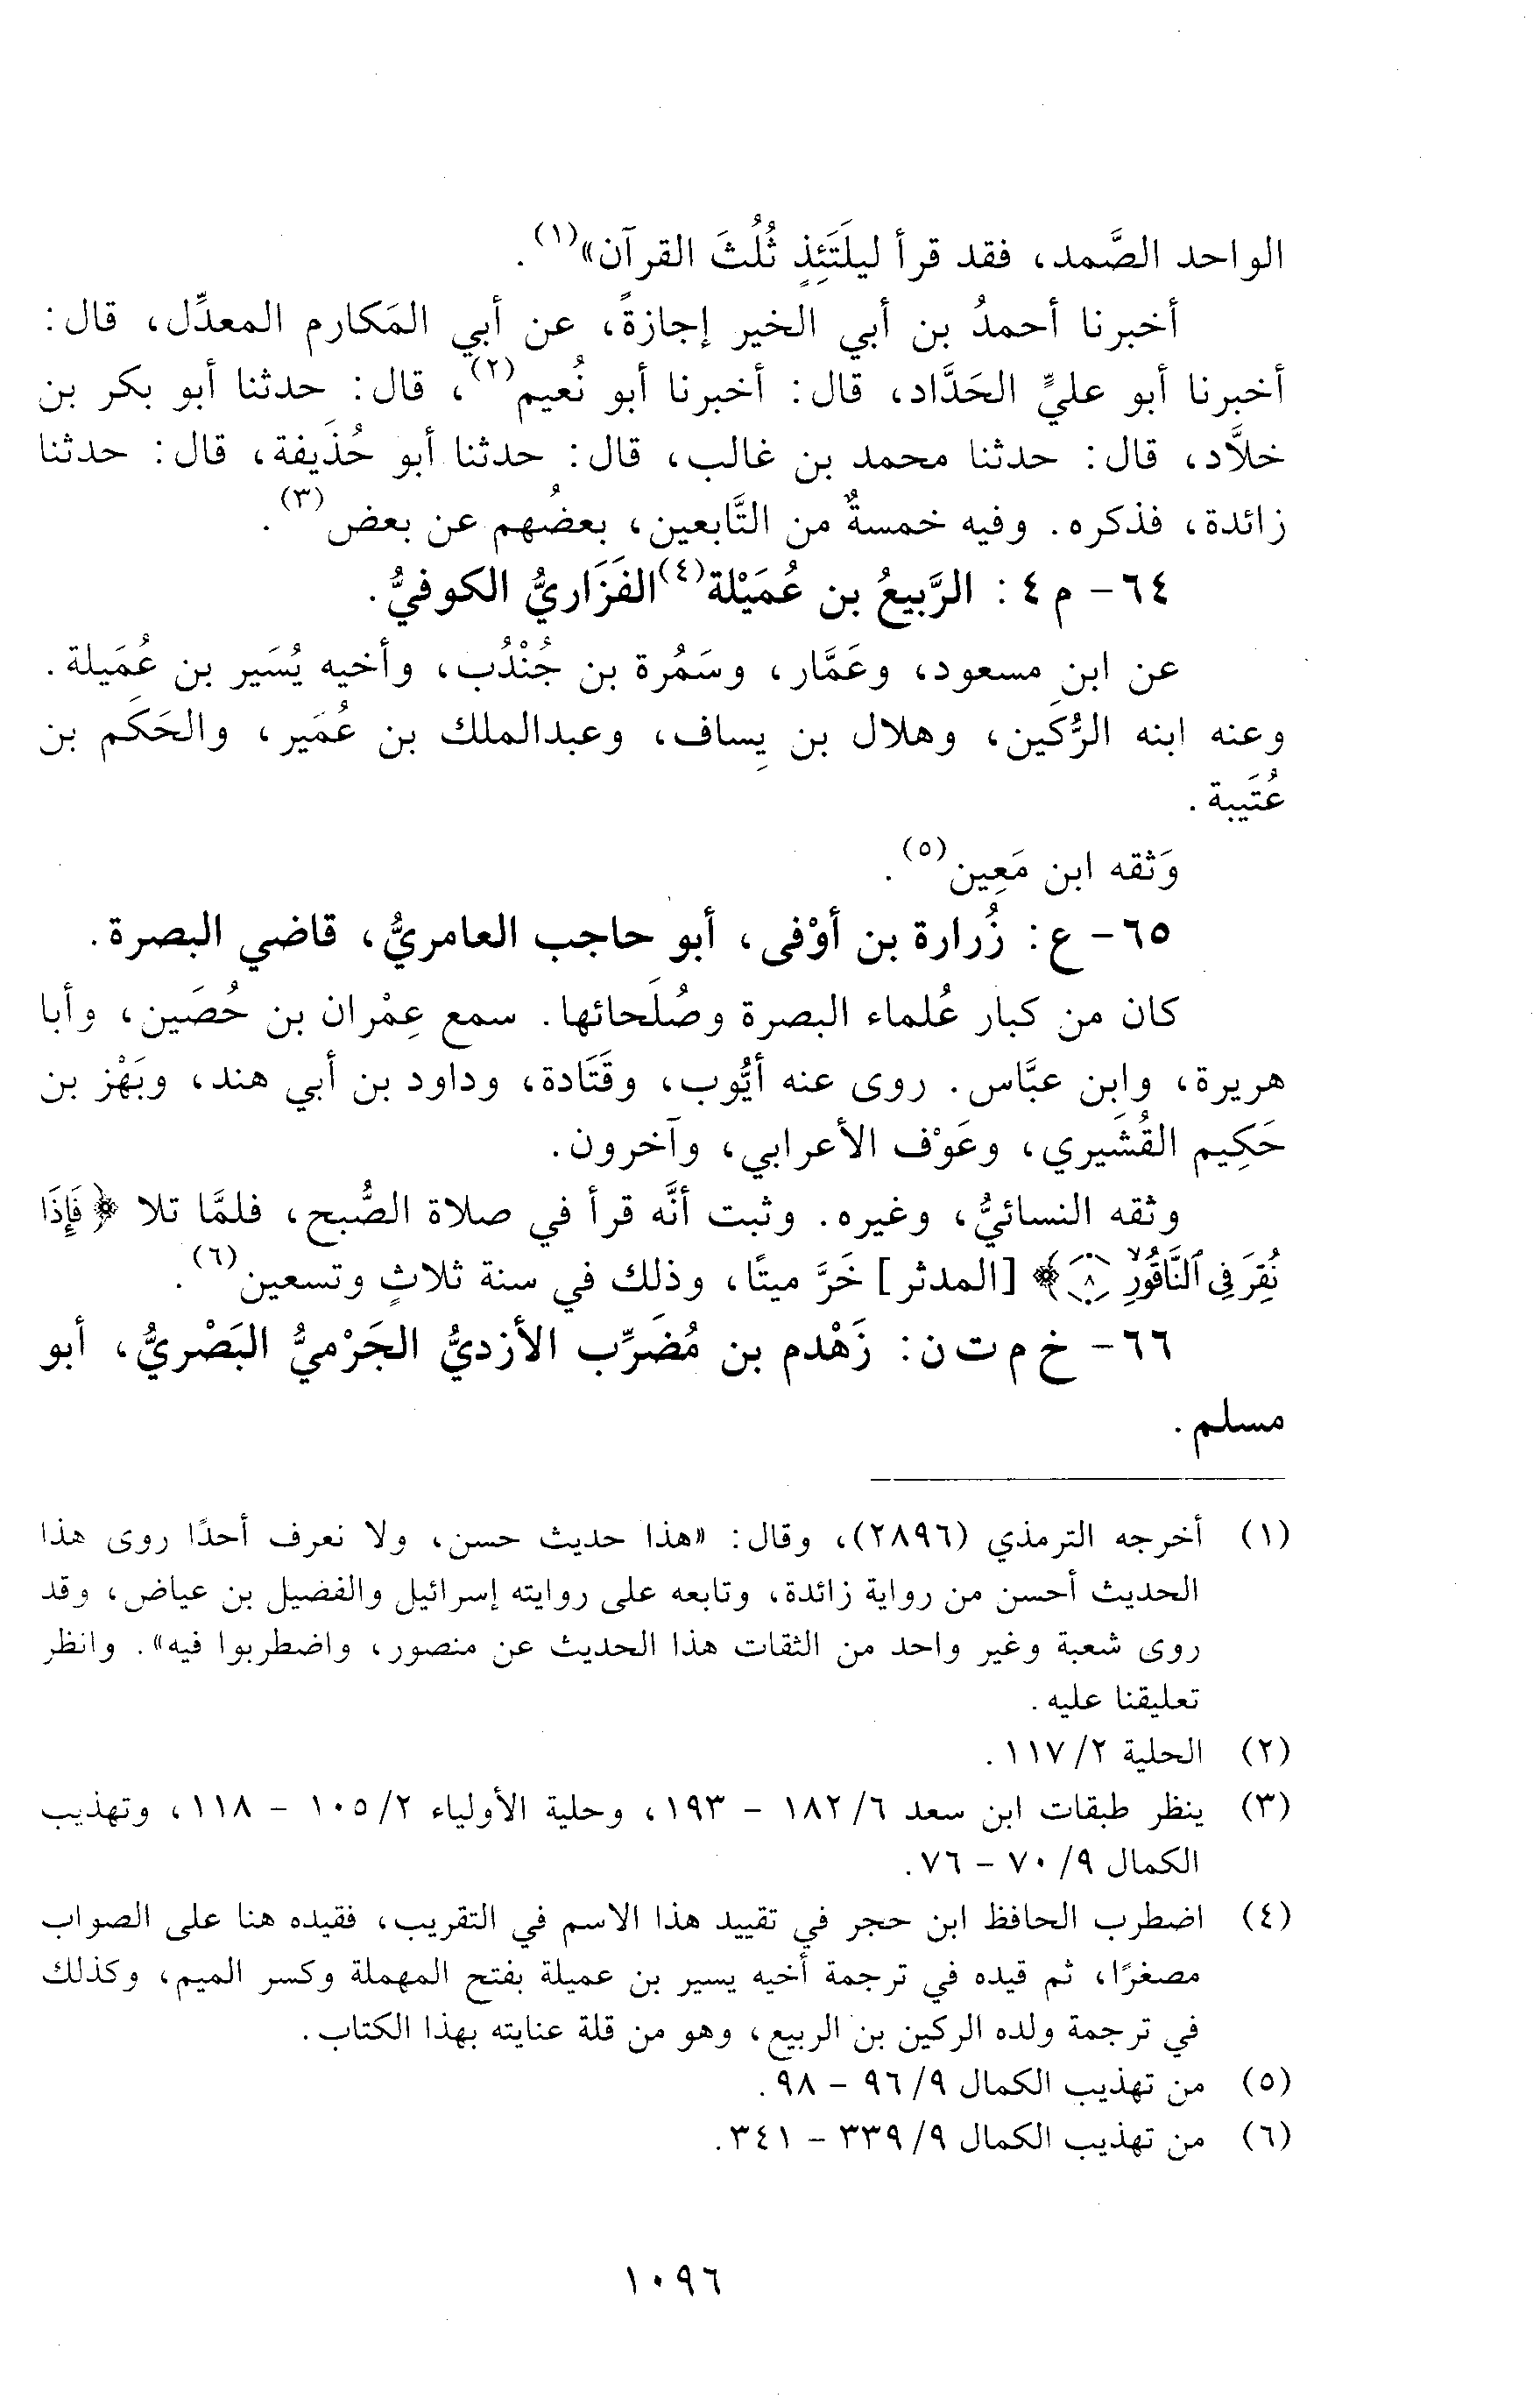 الواحد الصَّمد، فقد قرأ ليلَتَئِذٍ ثُلُثَ القرآن»(١).
أخبرنا أحمدُ بن أبي الخير إجازةً، عن أبي المَكارم المعدِّل، قال:
أخبرنا أبو عليٍّ الحَدَّاد، قال: أخبرنا أبو نُعيم(٢)، قال: حدثنا أبو بكر بن
خلاَّد، قال: حدثنا محمد بن غالب، قال: حدثنا أبو حُذَيفة، قال: حدثنا
زائدة، فذكره. وفيه خمسةٌ من التَّابعين، بعضُهم عن بعض(٣).
٦٤- م ٤: الرَّبيعُ بن عُمَيْلة(٤) الفَزَاريُّ الكوفيُّ.
عن ابنِ مسعود، وعَمَّار، وسَمُرة بن جُنْدُب، وأخيه يُسَير بن عُمَيلة.
وعنه ابنه الرُّكَين، وهلال بن يِساف، وعبدالملك بن عُمَير، والحَكَم بن
عُتَيبة.
وَثقه ابن مَعِين(٥).
٦٥- ع: زُرارة بن أوْفى، أبو حاجب العامريُّ، قاضي البصرة.
كان من كبار عُلماء البصرة وصُلَحائها. سمع عِمْران بن حُصَين، وأبا
هريرة، وابن عبَّاس. روى عنه أيُّوب، وقَتَادة، وداود بن أبي هند، وبَهْز بن
حَكِيم القُشَيري، وعَوْف الأعرابي، وآخرون.
وثقه النسائيُّ، وغيره. وثبت أنَّه قرأ في صلاة الصُّبح، فلمَّا تلا ﴿فَإِذَا
نُقِرَ فِي ٱلنَّاقُورِ ۝٨﴾ [المدثر] خَرَّ ميتًا، وذلك في سنة ثلاثٍ وتسعين(٦).
٦٦- خ م ت ن: زَهْدم بن مُضَرِّب الأزديُّ الجَرْميُّ البَصْريُّ، أبو
مسلم.
(١) أخرجه الترمذي (٢٨٩٦)، وقال: «هذا حديث حسن، ولا نعرف أحدًا روى هذا
الحديث أحسن من رواية زائدة، وتابعه على روايته إسرائيل والفضيل بن عياض، وقد
روى شعبة وغير واحد من الثقات هذا الحديث عن منصور، واضطربوا فيه». وانظر
تعليقنا عليه.
(٢) الحلية ٢/ ١١٧.
(٣) ينظر طبقات ابن سعد ٦/ ١٨٢ - ١٩٣، وحلية الأولياء ٢/ ١٠٥ - ١١٨، وتهذيب
الكمال ٩/ ٧٠ - ٧٦.
(٤) اضطرب الحافظ ابن حجر في تقييد هذا الاسم في التقريب، فقيده هنا على الصواب
مصغرًا، ثم قيده في ترجمة أخيه يسير بن عميلة بفتح المهملة وكسر الميم، وكذلك
في ترجمة ولده الركين بن الربيع، وهو من قلة عنايته بهذا الكتاب.
(٥) من تهذيب الكمال ٩/ ٩٦ - ٩٨.
(٦) من تهذيب الكمال ٩/ ٣٣٩ - ٣٤١.
١٠٩٦